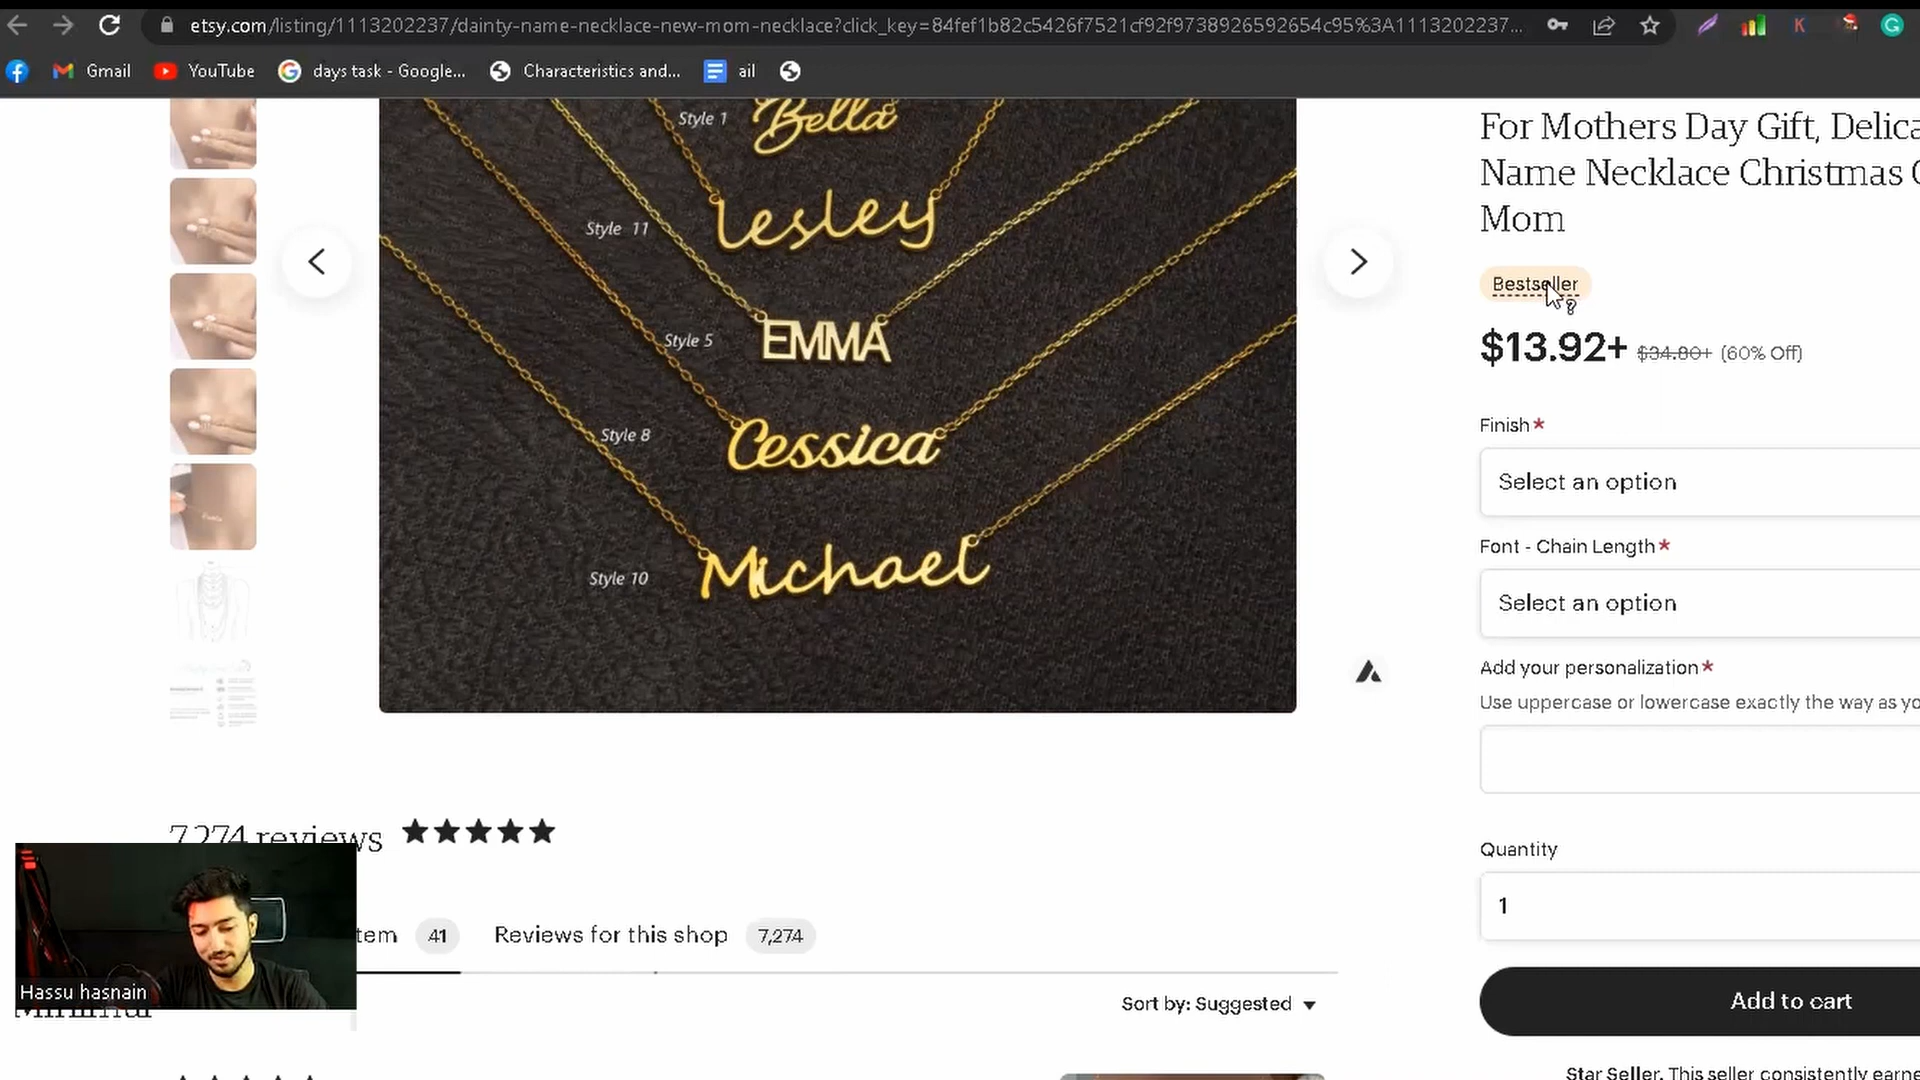 etsy.com/listing/1113202237/dainty-name-necklace-new-mom-necklace?click_key=84fef1b82c5426f7521cf92f9738926592654c95%3A1113202237...
Gmail
YouTube
days task - Google...
Characteristics and...
ail
Style 1
Bella
Style 11
Lesley
Style 5
EMMA
Style 8
Cessica
Style 10
Michael
For Mothers Day Gift, Delica
Name Necklace Christmas
Mom
Bestseller
$13.92+ $34.80+ (60% Off)
Finish*
Select an option
Font - Chain Length*
Select an option
Add your personalization*
Use uppercase or lowercase exactly the way as yo
Quantity
1
Add to cart
Star Seller. This seller consistently earne
7,274 reviews
tem 41
Reviews for this shop 7,274
Sort by: Suggested
Hassu hasnain